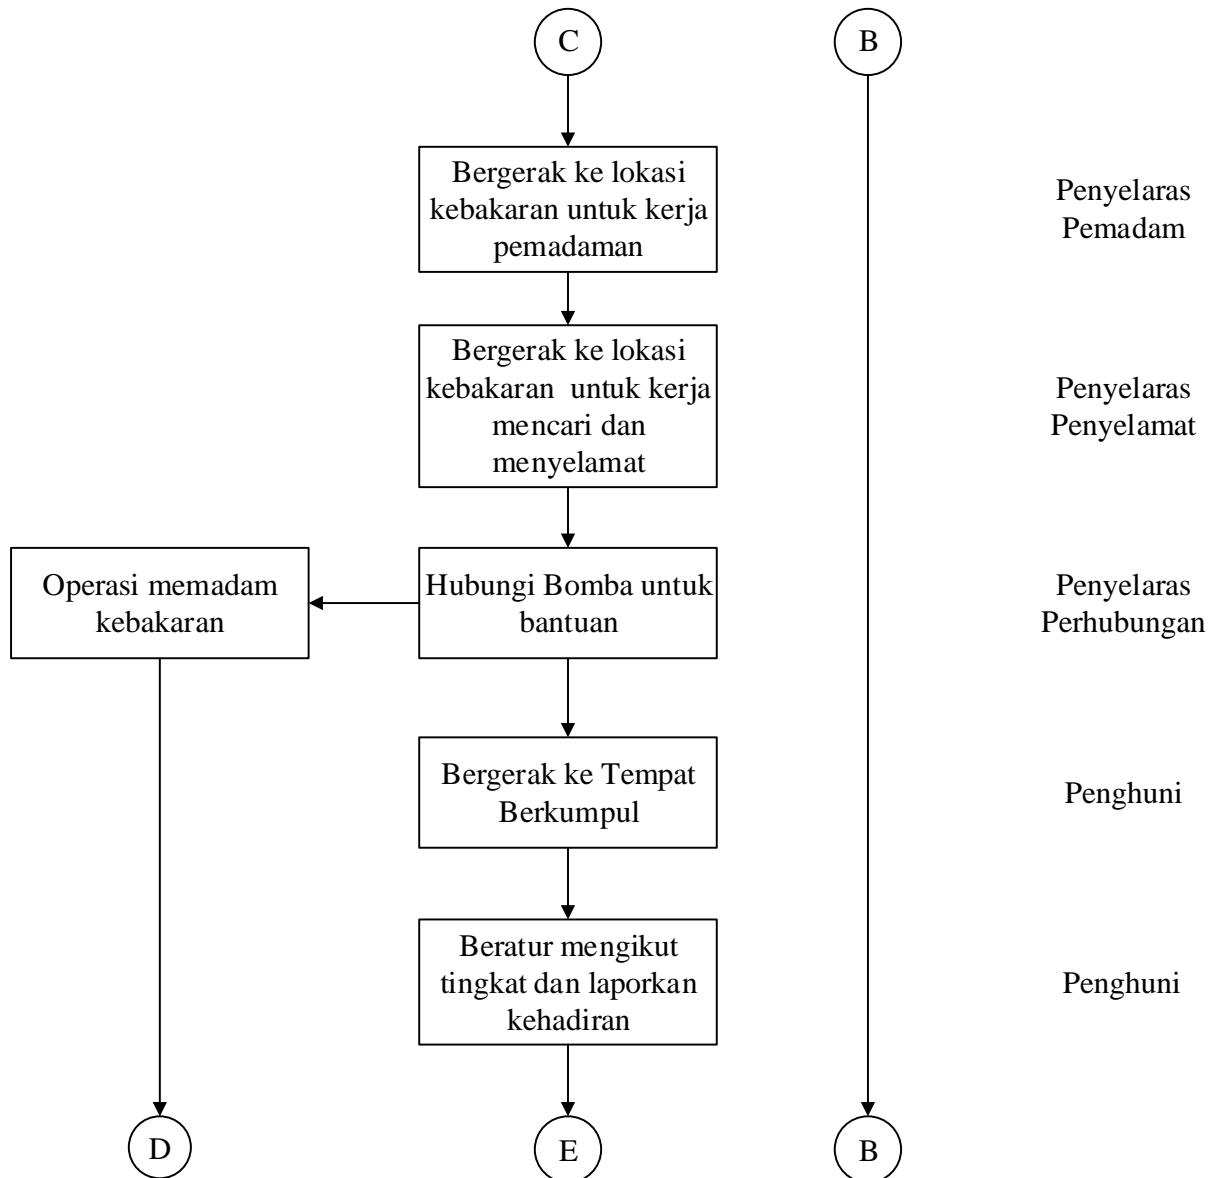 C
B
Bergerak ke lokasi
kebakaran untuk kerja
pemadaman
Penyelaras
Pemadam
Bergerak ke lokasi
kebakaran untuk kerja
mencari dan
menyelamat
Penyelaras
Penyelamat
Operasi memadam
kebakaran
Hubungi Bomba untuk
bantuan
Penyelaras
Perhubungan
Bergerak ke Tempat
Berkumpul
Penghuni
Beratur mengikut
tingkat dan laporkan
kehadiran
Penghuni
D
E
B